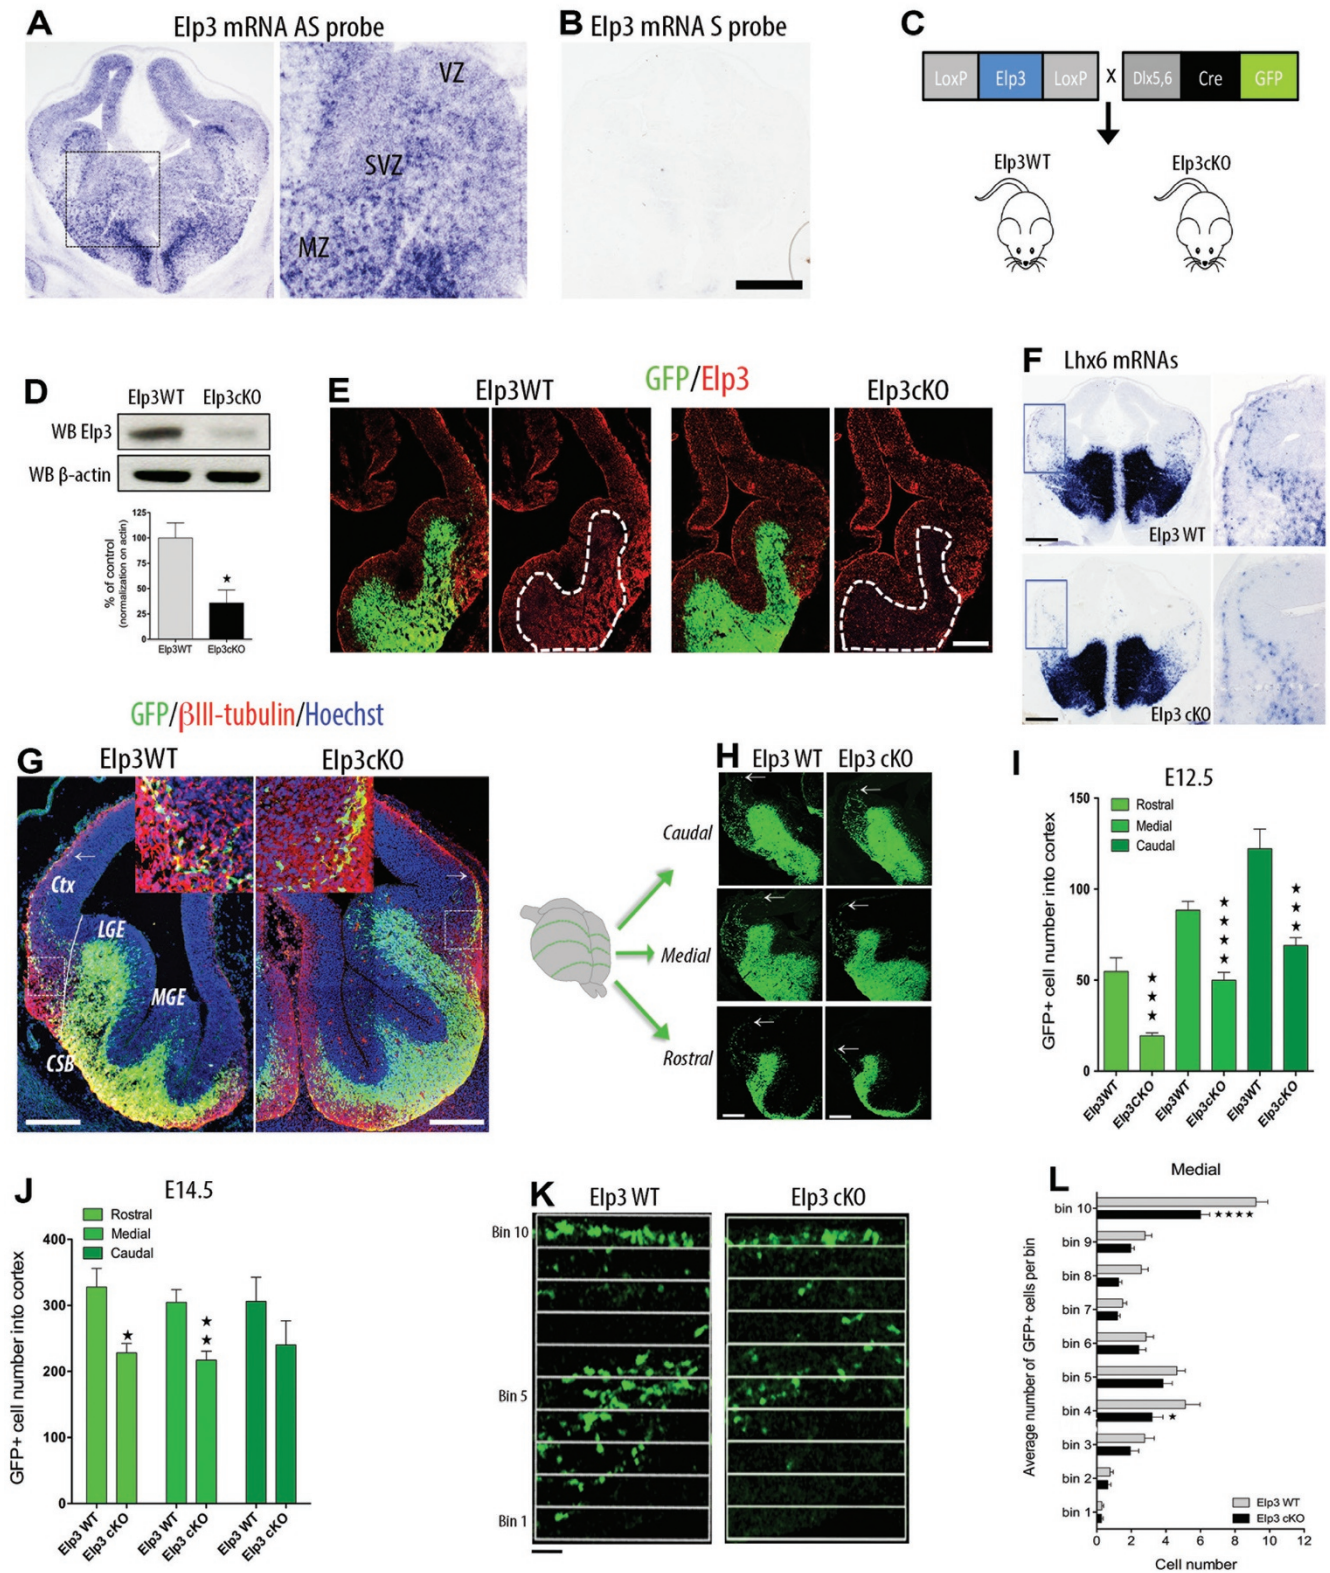 A
Elp3 mRNA AS probe
VZ
SVZ
MZ
B
Elp3 mRNA S probe
C
LoxP
Elp3
LoxP
X
Dlx5,6
Cre
GFP
Elp3WT
Elp3cKO
D
Elp3WT
Elp3cKO
WB Elp3
WB β-actin
% of control
(normalization on actin)
125
100
75
50
25
0
★
Elp3WT
Elp3cKO
E
GFP/Elp3
Elp3WT
Elp3cKO
F
Lhx6 mRNAs
Elp3 WT
Elp3 cKO
GFP/βIII-tubulin/Hoechst
G
Elp3WT
Elp3cKO
Ctx
LGE
MGE
CSB
H
Elp3 WT
Elp3 cKO
Caudal
Medial
Rostral
I
E12.5
GFP+ cell number into cortex
150
100
50
0
Rostral
Medial
Caudal
★★★
★★★★
★★★
Elp3WT
Elp3CKO
Elp3WT
Elp3cKO
Elp3WT
Elp3cKO
J
E14.5
GFP+ cell number into cortex
400
300
200
100
0
Rostral
Medial
Caudal
★
★★
Elp3 WT
Elp3 cKO
Elp3 WT
Elp3 cKO
Elp3 WT
Elp3 cKO
K
Elp3 WT
Elp3 cKO
Bin 10
Bin 5
Bin 1
L
Medial
Average number of GFP+ cells per bin
bin 10
★★★★
bin 9
bin 8
bin 7
bin 6
bin 5
bin 4
★
bin 3
bin 2
bin 1
Elp3 WT
Elp3 cKO
0 2 4 6 8 10 12
Cell number